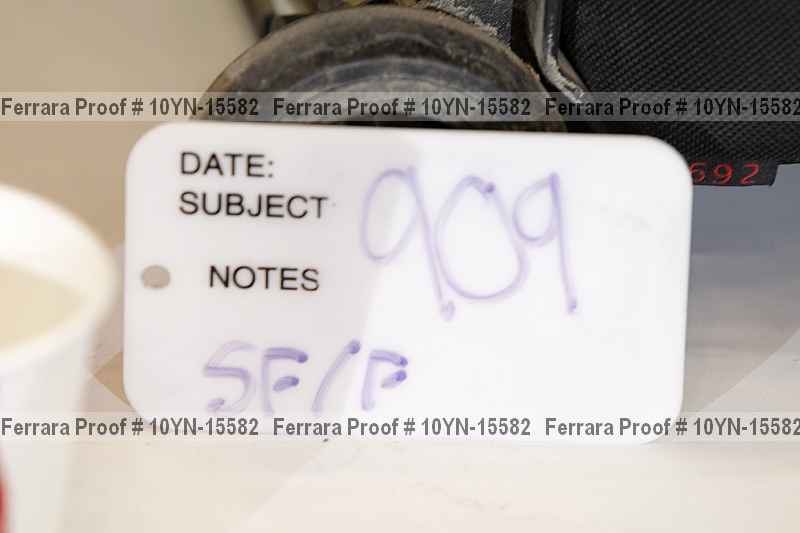 Ferrara Proof # 10YN-15582 Ferrara Proof # 10YN-15582 Ferrara Proof # 10YN-15582
DATE:
SUBJECT 909
692
NOTES
SF/F
Ferrara Proof # 10YN-15582 Ferrara Proof # 10YN-15582 Ferrara Proof # 10YN-15582